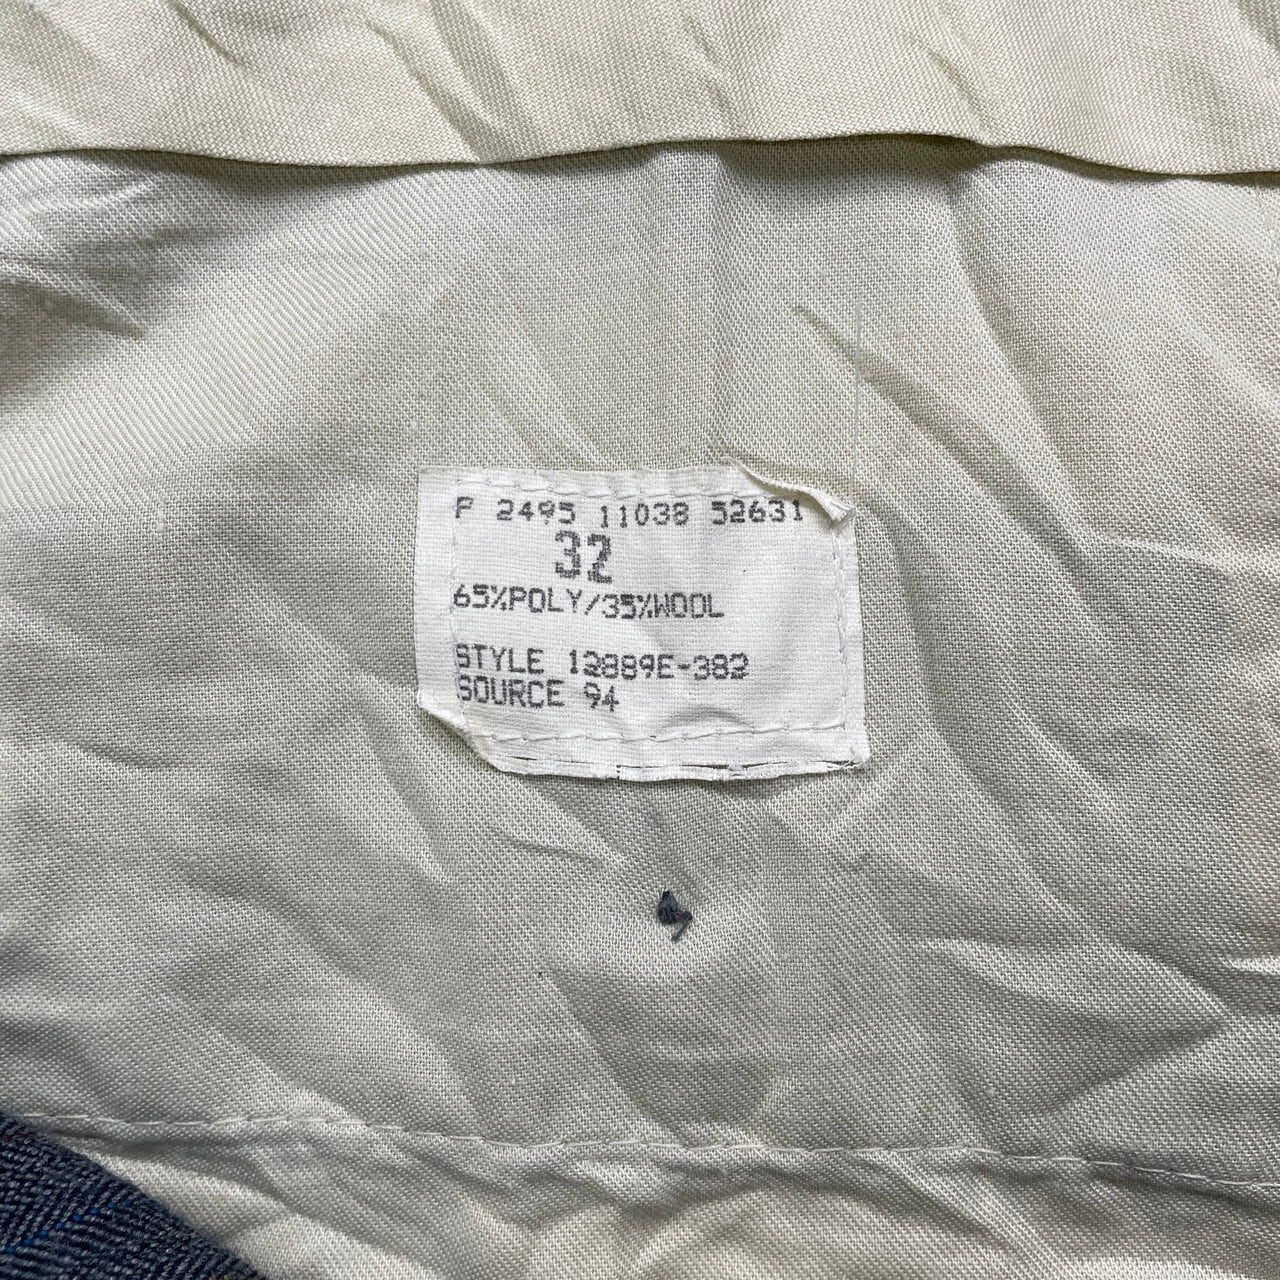 P 2495 11038 52631
32
65%POLY/35%WOOL
STYLE 12889E-382
SOURCE 94